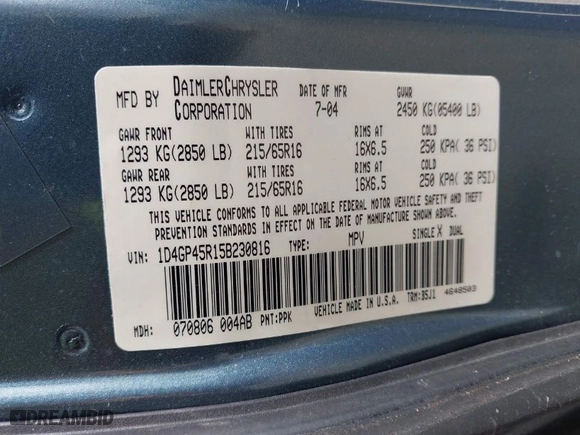 MFD BY DAIMLERCHRYSLER CORPORATION DATE OF MFR 7-04 GVWR 2450 KG(05400 LB)
GAWR FRONT WITH TIRES RIMS AT COLD
1293 KG(2850 LB) 215/65R16 16X6.5 250 KPA( 36 PSI)
GAWR REAR WITH TIRES RIMS AT COLD
1293 KG(2850 LB) 215/65R16 16X6.5 250 KPA( 36 PSI)
THIS VEHICLE CONFORMS TO ALL APPLICABLE FEDERAL MOTOR VEHICLE SAFETY AND THEFT
PREVENTION STANDARDS IN EFFECT ON THE DATE OF MANUFACTURE SHOWN ABOVE.
VIN: 1D4GP45R15B230816 TYPE: MPV SINGLE X DUAL
VEHICLE MADE IN U.S.A. TRM:B5J1 4648503
MDH: 070806 004AB PNT:PPK
DREAMBID